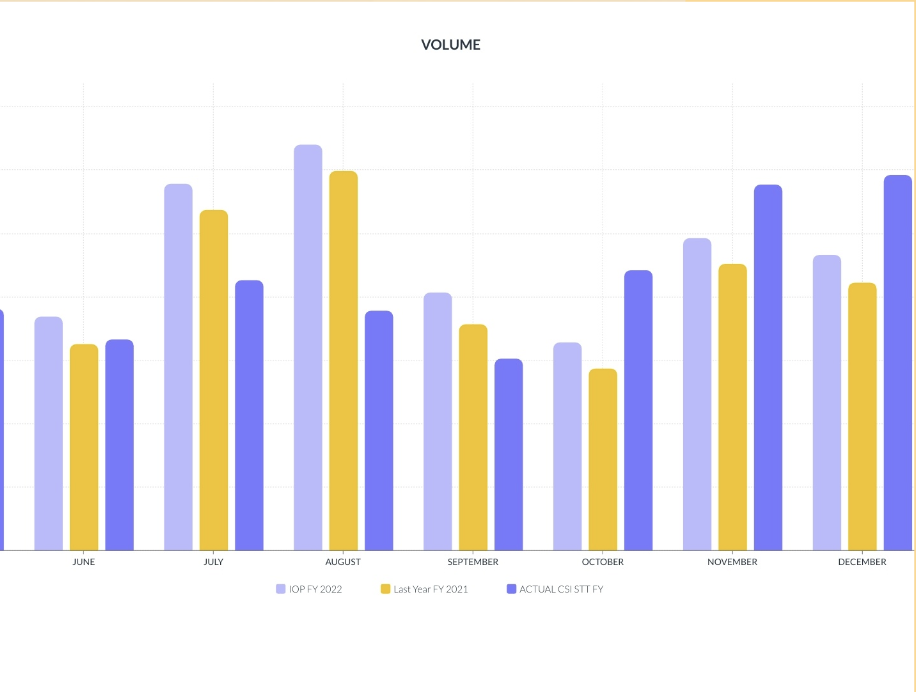 VOLUME
JUNE JULY AUGUST SEPTEMBER OCTOBER NOVEMBER DECEMBER
IOP FY 2022 Last Year FY 2021 ACTUAL CSI STT FY